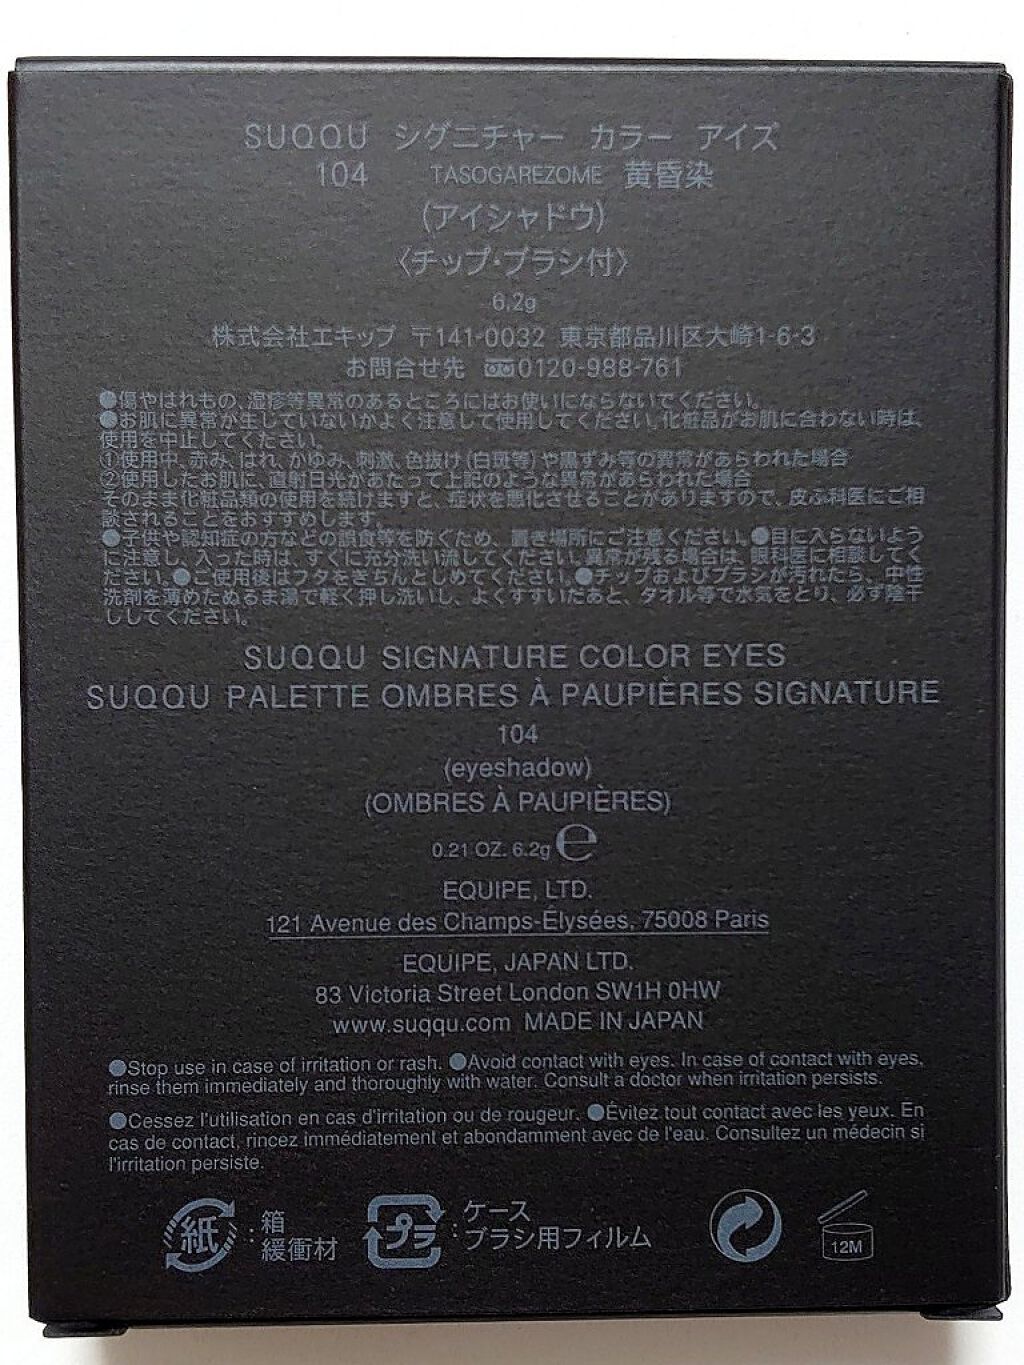 SUQQU シグニチャー カラー アイズ
104 TASOGAREZOME 黄昏染
(アイシャドウ)
〈チップ・ブラシ付〉
6.2g
株式会社エキップ 〒141-0032 東京都品川区大崎1-6-3
お問合せ先 0120-988-761
●傷やはれもの、湿疹等異常のあるところにはお使いにならないでください。
●お肌に異常が生じていないかよく注意して使用してください。化粧品がお肌に合わない時は、
使用を中止してください。
①使用中、赤み、はれ、かゆみ、刺激、色抜け(白斑等)や黒ずみ等の異常があらわれた場合
②使用したお肌に、直射日光があたって上記のような異常があらわれた場合
そのまま化粧品類の使用を続けますと、症状を悪化させることがありますので、皮ふ科医にご相
談されることをおすすめします。
●子供や認知症の方などの誤食等を防ぐため、置き場所にご注意ください。●目に入らないよう
に注意し、入った時は、すぐに充分洗い流してください。異常が残る場合は、眼科医に相談してく
ださい。●ご使用後はフタをきちんとしめてください。●チップおよびブラシが汚れたら、中性
洗剤を薄めたぬるま湯で軽く押し洗いし、よくすすいだあと、タオル等で水気をとり、必ず陰干
ししてください。
SUQQU SIGNATURE COLOR EYES
SUQQU PALETTE OMBRES À PAUPIÈRES SIGNATURE
104
(eyeshadow)
(OMBRES À PAUPIÈRES)
0.21 OZ. 6.2g ℮
EQUIPE, LTD.
121 Avenue des Champs-Élysées, 75008 Paris
EQUIPE, JAPAN LTD.
83 Victoria Street London SW1H 0HW
www.suqqu.com MADE IN JAPAN
●Stop use in case of irritation or rash. ●Avoid contact with eyes. In case of contact with eyes,
rinse them immediately and thoroughly with water. Consult a doctor when irritation persists.
●Cessez l'utilisation en cas d'irritation ou de rougeur. ●Évitez tout contact avec les yeux. En
cas de contact, rincez immédiatement et abondamment avec de l'eau. Consultez un médecin si
l'irritation persiste.
紙 : 箱
緩衝材
プラ : ケース
ブラシ用フィルム
12M